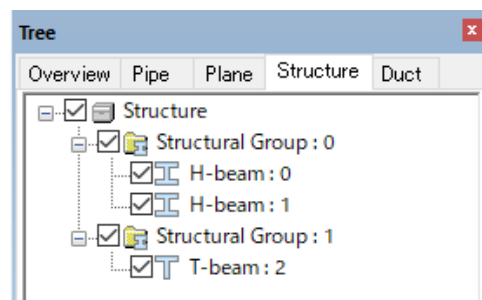 Tree
Overview Pipe Plane Structure Duct
Structure
Structural Group : 0
H-beam : 0
H-beam : 1
Structural Group : 1
T-beam : 2